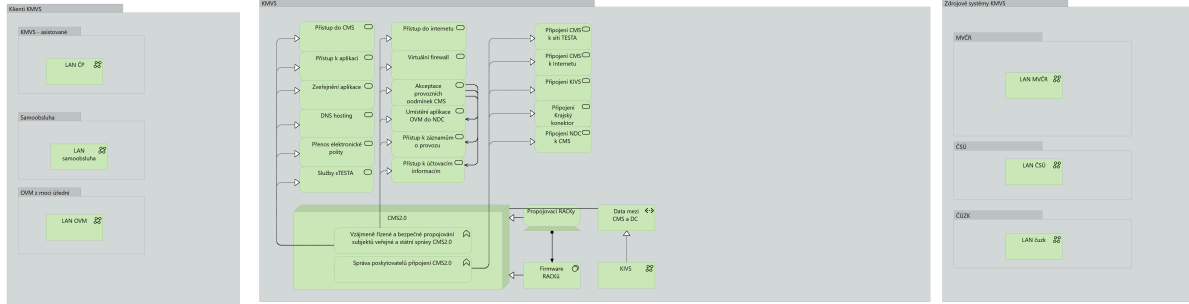 Klienti KMVS
KMVS - asistované
LAN ČP
Samoobsluha
LAN
samoobsluha
OVM z moci úřední
LAN OVM
KMVS
Přístup do CMS
Přístup k aplikaci
Zveřejnění aplikace
DNS hosting
Přenos elektronické
pošty
Služby sTESTA
Přístup do internetu
Virtuální firewall
Akceptace
provozních
podmínek CMS
Umístění aplikace
OVM do NDC
Přístup k záznamům
o provozu
Přístup k účtovacím
informacím
Připojení CMS
k síti TESTA
Připojení CMS
k Internetu
Připojení KIVS
Připojení
Krajský
konektor
Připojení NDC
k CMS
CMS2.0
Vzájemně řízené a bezpečné propojování
subjektů veřejné a státní správy CMS2.0
Správa poskytovatelů připojení CMS2.0
Propojovací RACKy
Firmware
RACKů
Data mezi
CMS a DC
KIVS
Zdrojové systémy KMVS
MVČR
LAN MVČR
ČSÚ
LAN ČSÚ
ČÚZK
LAN čuzk